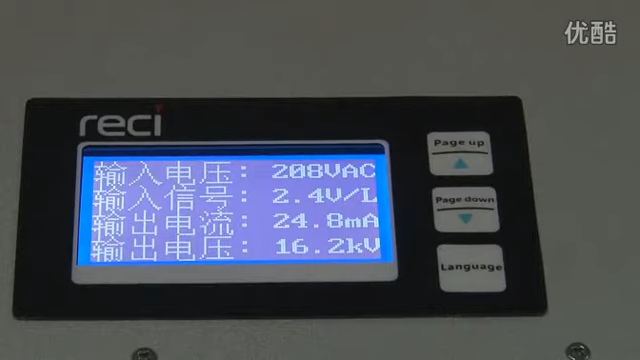 优酷
reci
输入电压: 208VAC
输入信号: 2.4V/L
输出电流: 24.8mA
输出电压: 16.2kV
Page up
Page down
Language